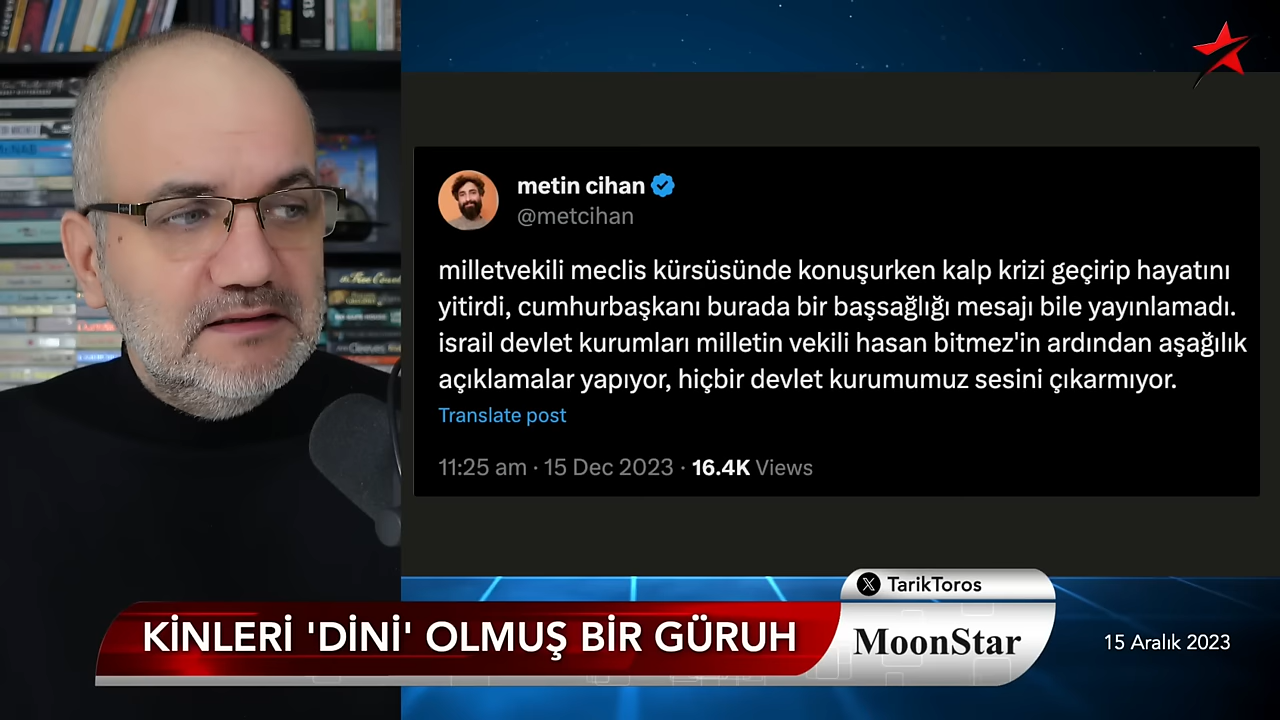 metin cihan
@metcihan
milletvekili meclis kürsüsünde konuşurken kalp krizi geçirip hayatını
yitirdi, cumhurbaşkanı burada bir başsağlığı mesajı bile yayınlamadı.
israil devlet kurumları milletin vekili hasan bitmez'in ardından aşağılık
açıklamalar yapıyor, hiçbir devlet kurumumuz sesini çıkarmıyor.
Translate post
11:25 am · 15 Dec 2023 · 16.4K Views
TarikToros
KİNLERİ 'DİNİ' OLMUŞ BİR GÜRUH
MoonStar
15 Aralık 2023